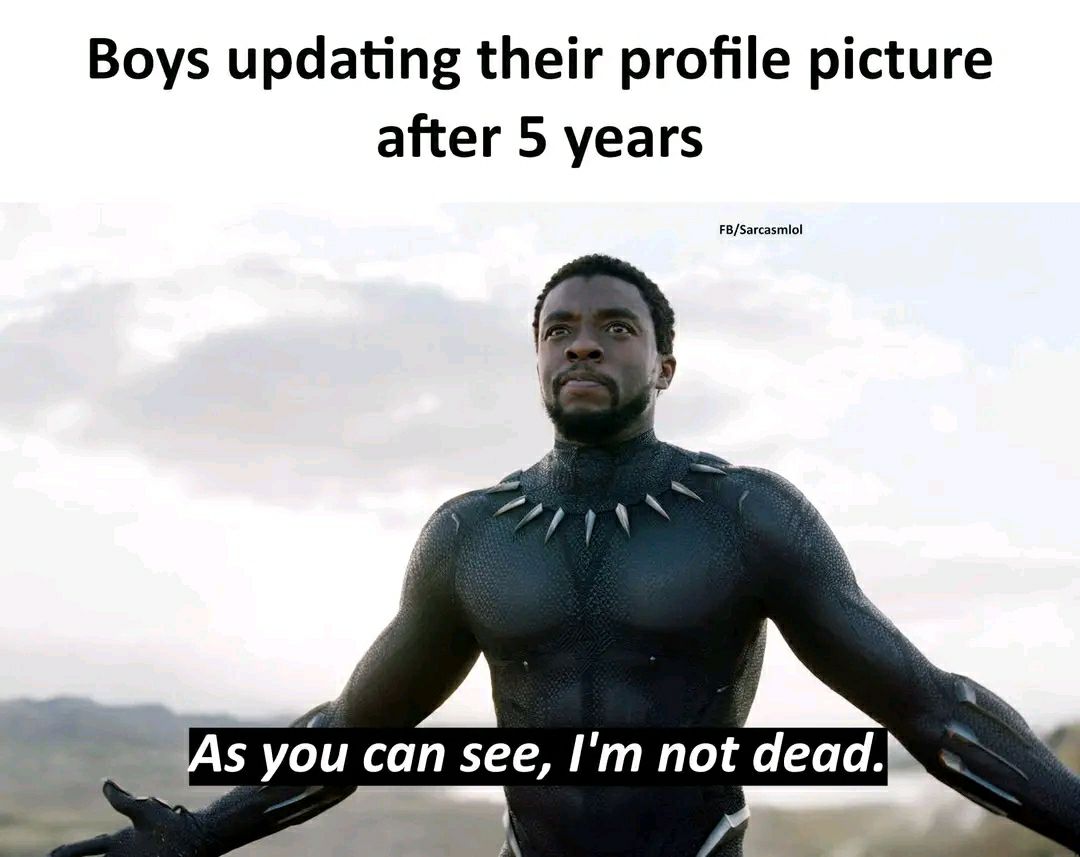 Boys updating their profile picture
after 5 years
FB/Sarcasmlol
As you can see, I'm not dead.